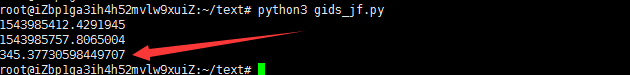 root@iZbp1ga3ih4h52mvlw9xuiZ:~/text# python3 gids_jf.py
1543985412.4291945
1543985757.8065004
345.37730598449707
root@iZbp1ga3ih4h52mvlw9xuiZ:~/text#